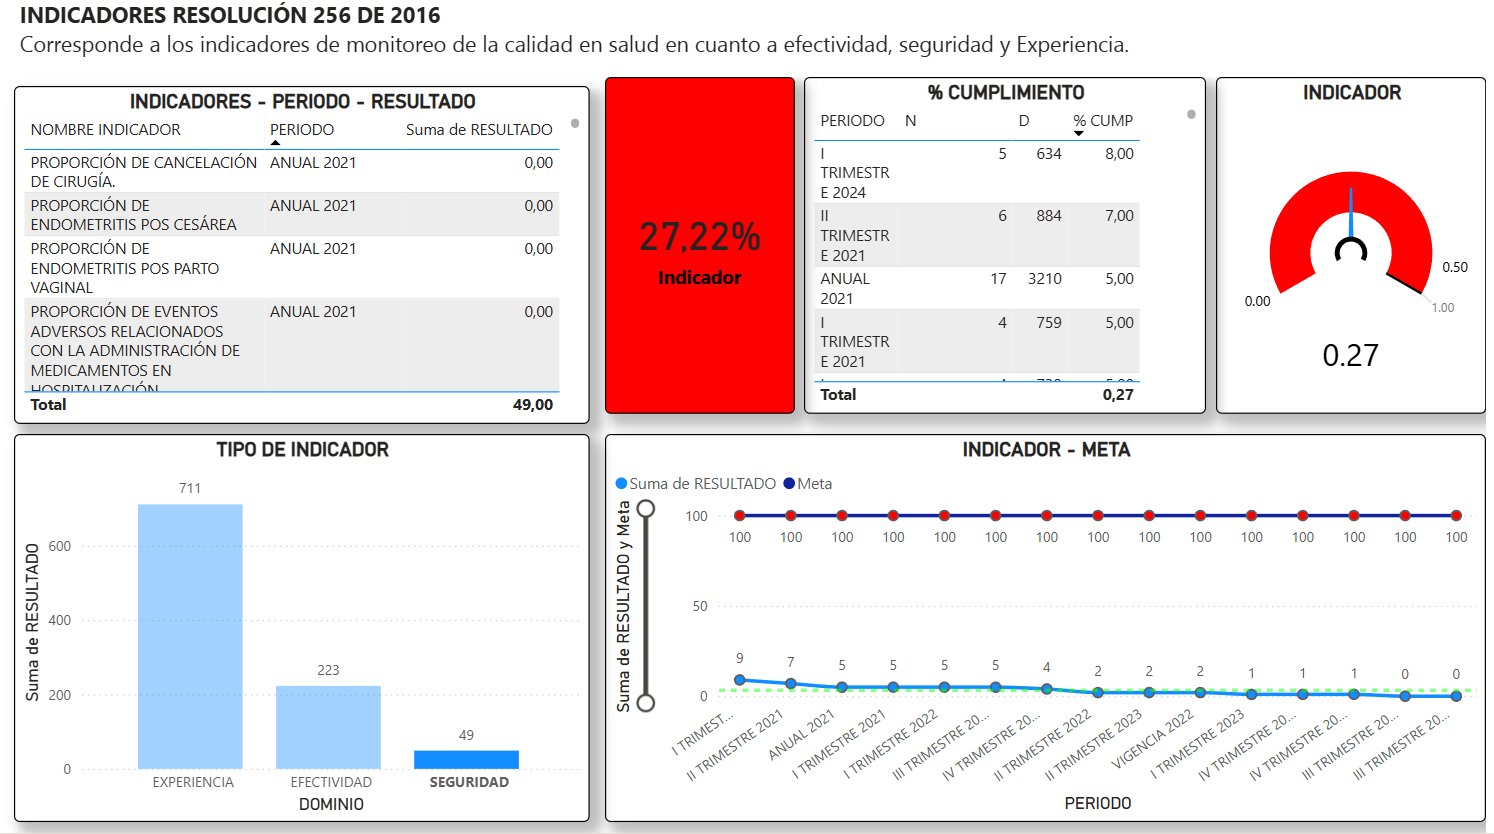 INDICADORES RESOLUCIÓN 256 DE 2016
Corresponde a los indicadores de monitoreo de la calidad en salud en cuanto a efectividad, seguridad y Experiencia.
INDICADORES - PERIODO - RESULTADO
NOMBRE INDICADOR PERIODO Suma de RESULTADO
PROPORCIÓN DE CANCELACIÓN ANUAL 2021 0,00
DE CIRUGÍA.
PROPORCIÓN DE ANUAL 2021 0,00
ENDOMETRITIS POS CESÁREA
PROPORCIÓN DE ANUAL 2021 0,00
ENDOMETRITIS POS PARTO
VAGINAL
PROPORCIÓN DE EVENTOS ANUAL 2021 0,00
ADVERSOS RELACIONADOS
CON LA ADMINISTRACIÓN DE
MEDICAMENTOS EN
HOSPITALIZACIÓN
Total 49,00
27,22%
Indicador
% CUMPLIMIENTO
PERIODO N D % CUMP
I 5 634 8,00
TRIMESTR
E 2024
II 6 884 7,00
TRIMESTR
E 2021
ANUAL 17 3210 5,00
2021
I 4 759 5,00
TRIMESTR
E 2021
Total 0,27
INDICADOR
0.00
0.50
1.00
0.27
TIPO DE INDICADOR
Suma de RESULTADO
711
600
400
223
200
49
0
EXPERIENCIA EFECTIVIDAD SEGURIDAD
DOMINIO
INDICADOR - META
Suma de RESULTADO Meta
Suma de RESULTADO y Meta
100
100 100 100 100 100 100 100 100 100 100 100 100 100 100 100
50
9 7 5 5 5 5 4 2 2 2 1 1 1 0 0
0
I TRIMEST...
II TRIMESTRE 2021
ANUAL 2021
I TRIMESTRE 2021
I TRIMESTRE 2022
III TRIMESTRE 20...
IV TRIMESTRE 20...
II TRIMESTRE 2022
II TRIMESTRE 2023
VIGENCIA 2022
I TRIMESTRE 2023
IV TRIMESTRE 20...
IV TRIMESTRE 20...
III TRIMESTRE 20...
III TRIMESTRE 20...
PERIODO